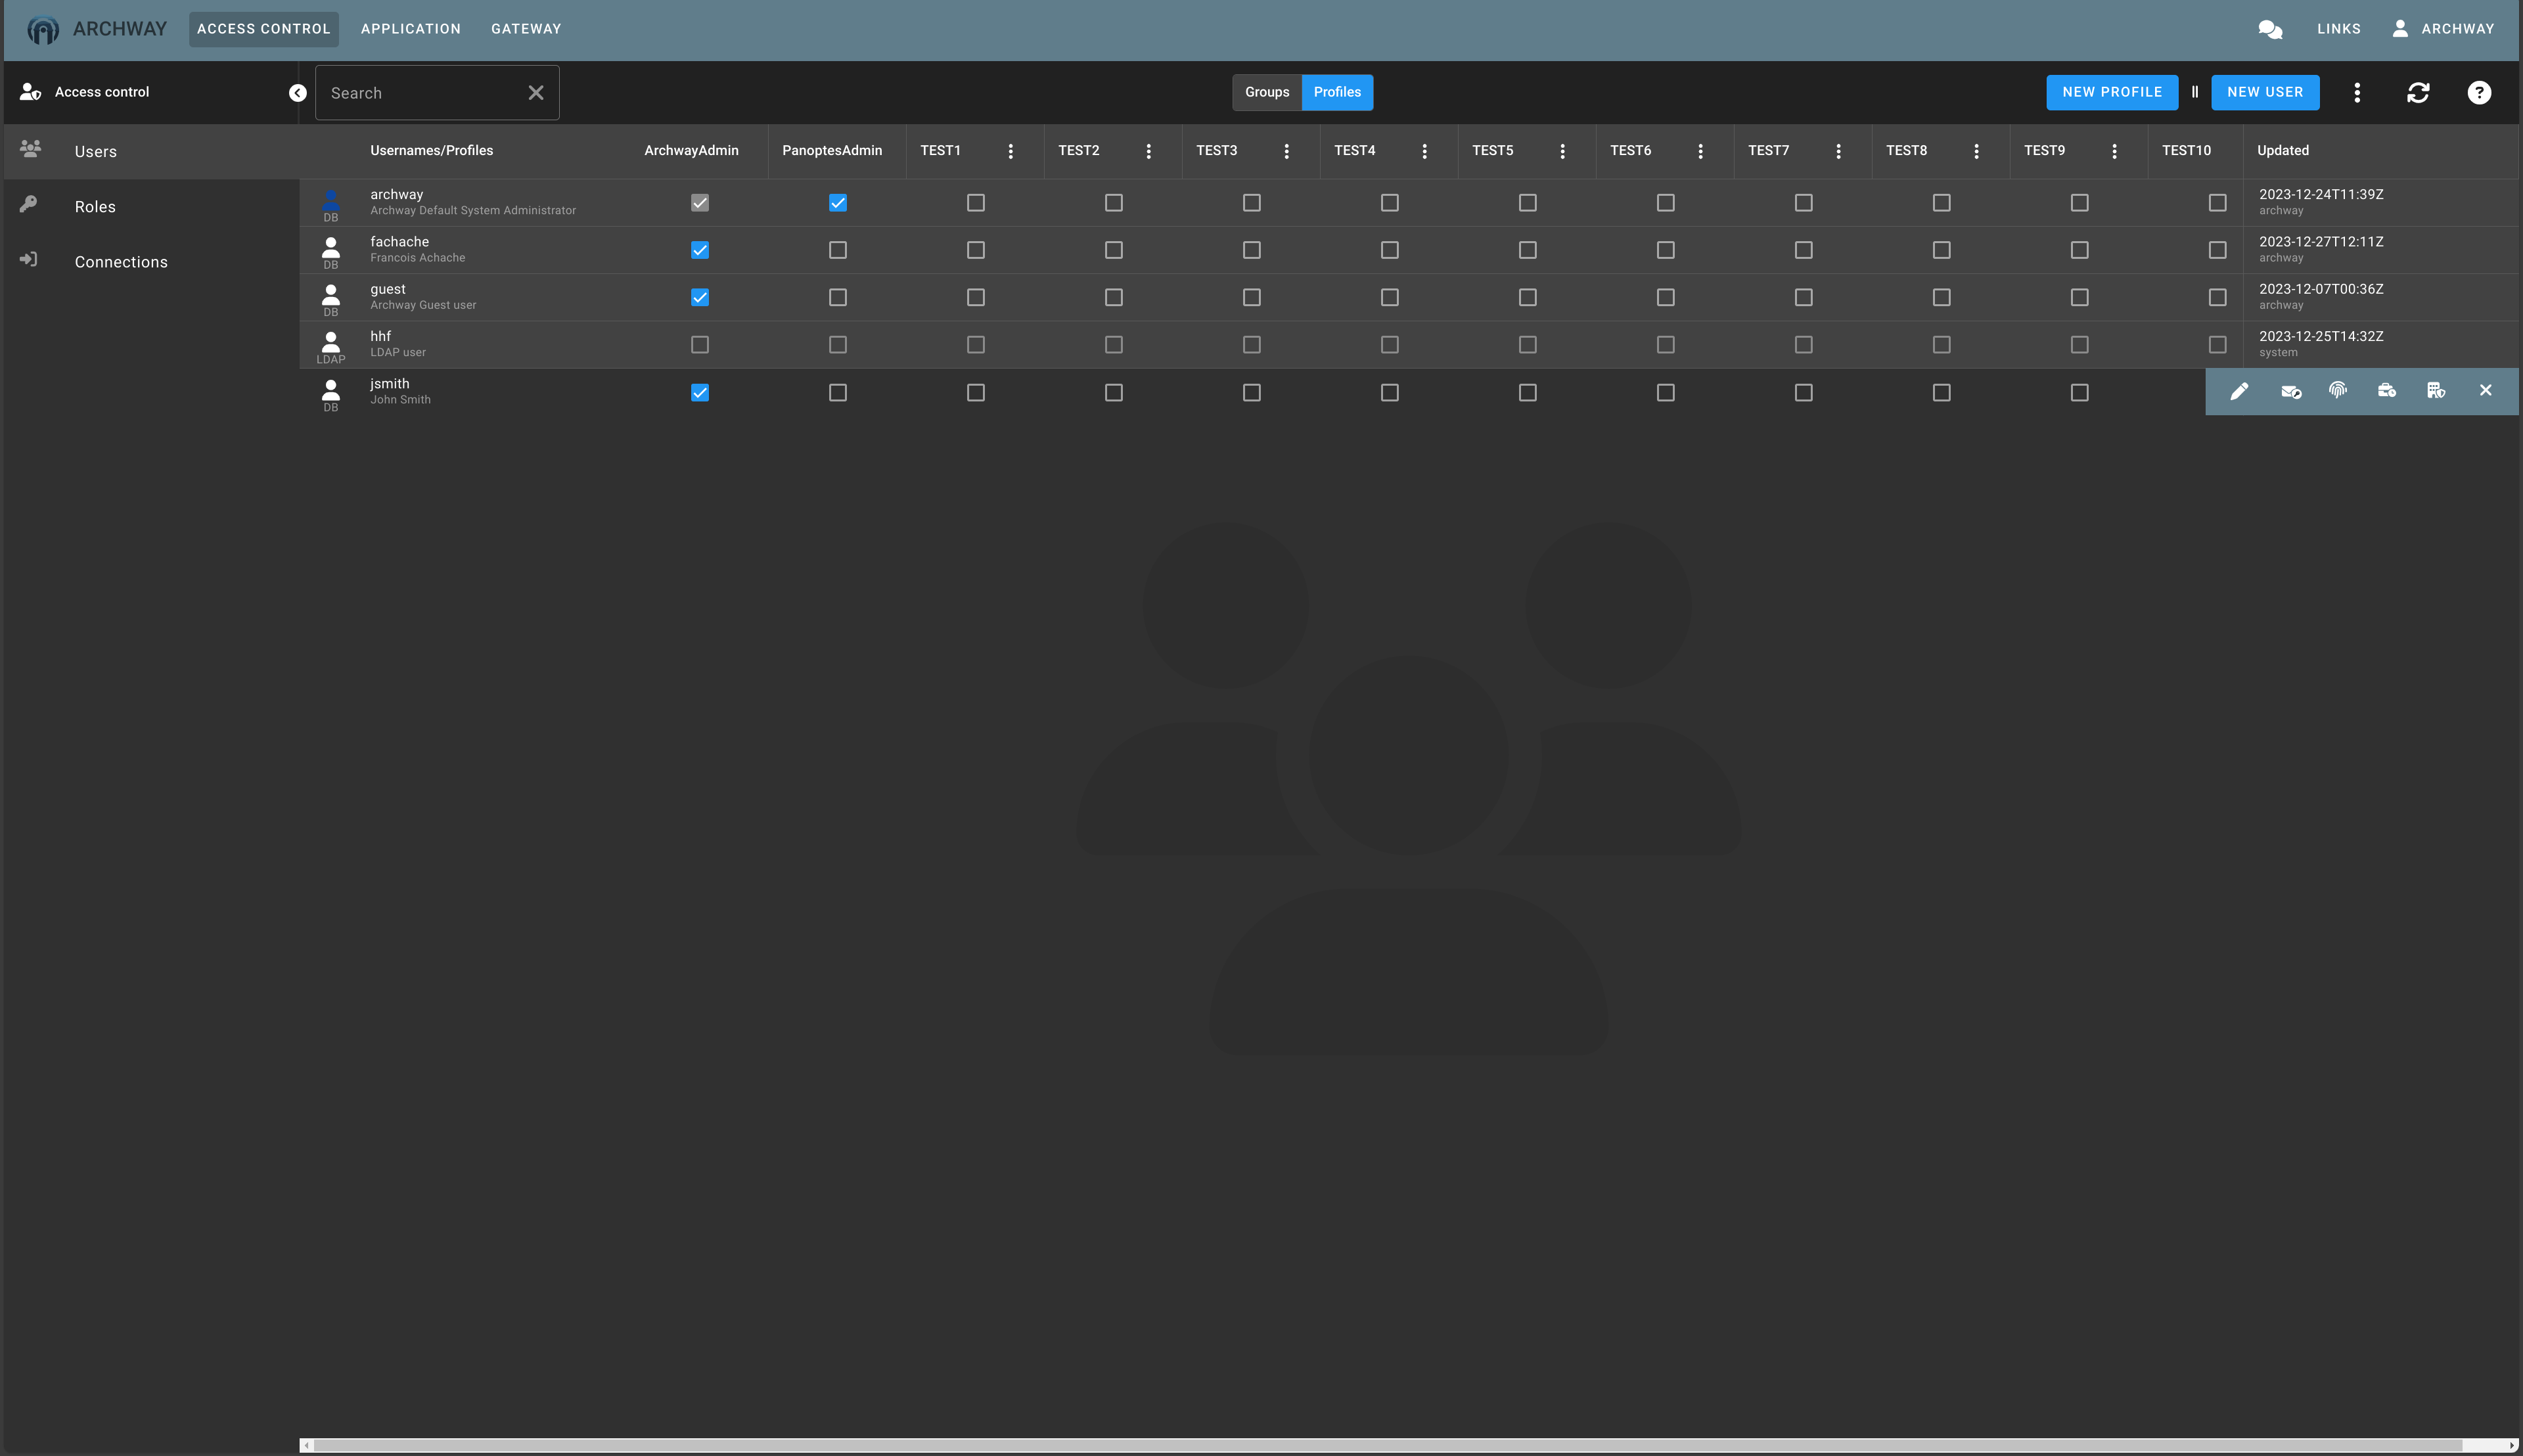 ARCHWAY ACCESS CONTROL APPLICATION GATEWAY LINKS ARCHWAY
Access control Search Groups Profiles NEW PROFILE NEW USER
Users
Roles
Connections
Usernames/Profiles ArchwayAdmin PanoptesAdmin TEST1 TEST2 TEST3 TEST4 TEST5 TEST6 TEST7 TEST8 TEST9 TEST10 Updated
archway 2023-12-24T11:39Z
DB Archway Default System Administrator archway
fachache 2023-12-27T12:11Z
DB Francois Achache archway
guest 2023-12-07T00:36Z
DB Archway Guest user archway
hhf 2023-12-25T14:32Z
LDAP LDAP user system
jsmith
DB John Smith